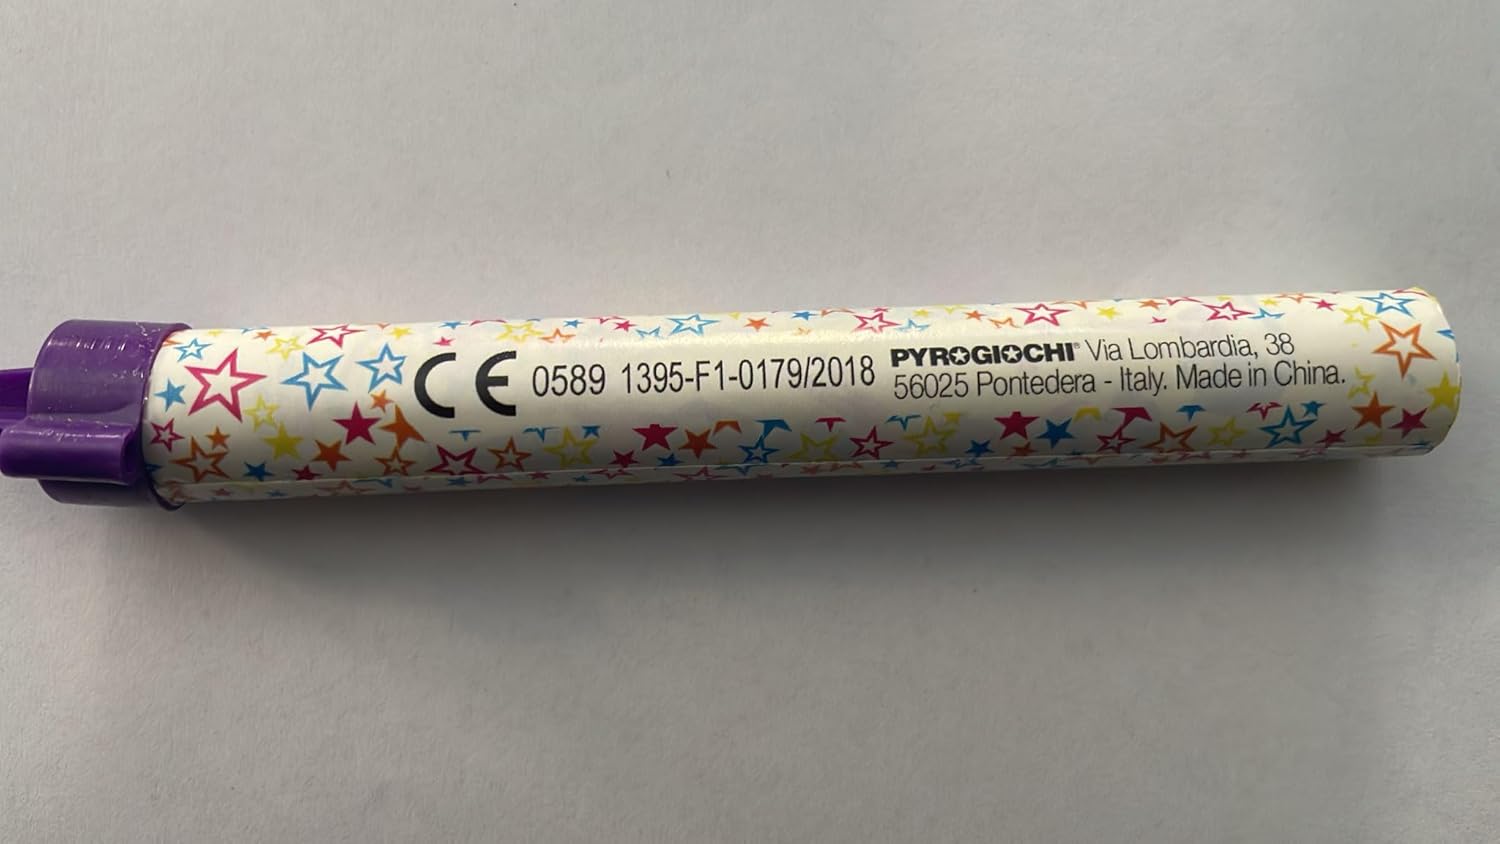 CE 0589 1395-F1-0179/2018 PYROGIOCHI® Via Lombardia, 38
56025 Pontedera - Italy. Made in China.